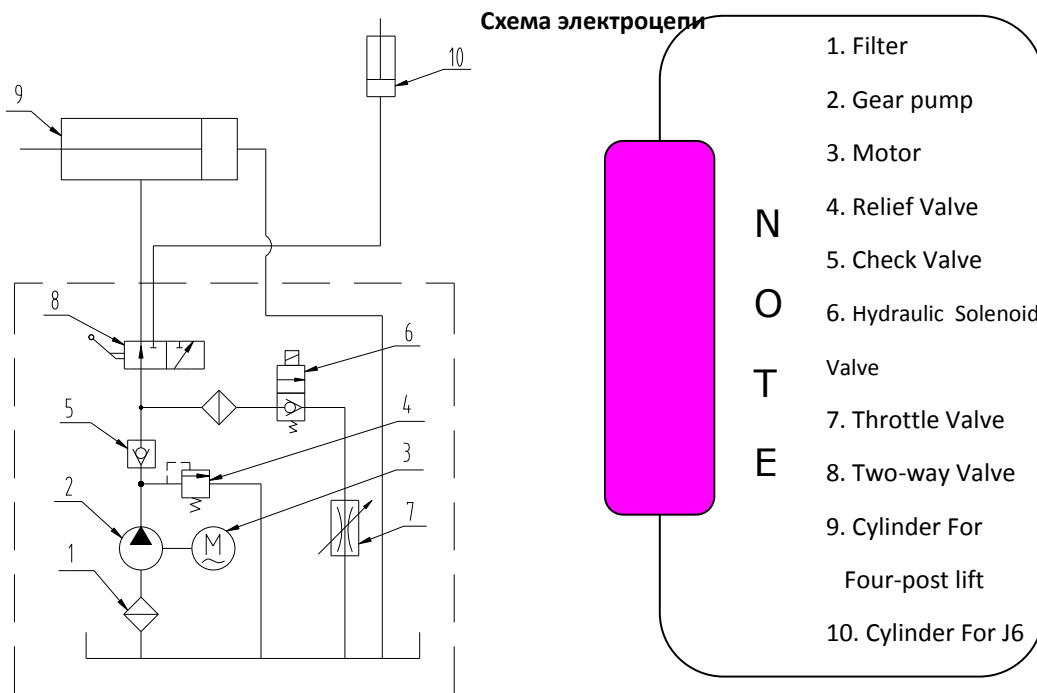 Схема электроцепи
10
9
8
6
5
4
3
2
7
1
M
N
O
T
E
1. Filter
2. Gear pump
3. Motor
4. Relief Valve
5. Check Valve
6. Hydraulic Solenoid
Valve
7. Throttle Valve
8. Two-way Valve
9. Cylinder For
Four-post lift
10. Cylinder For J6